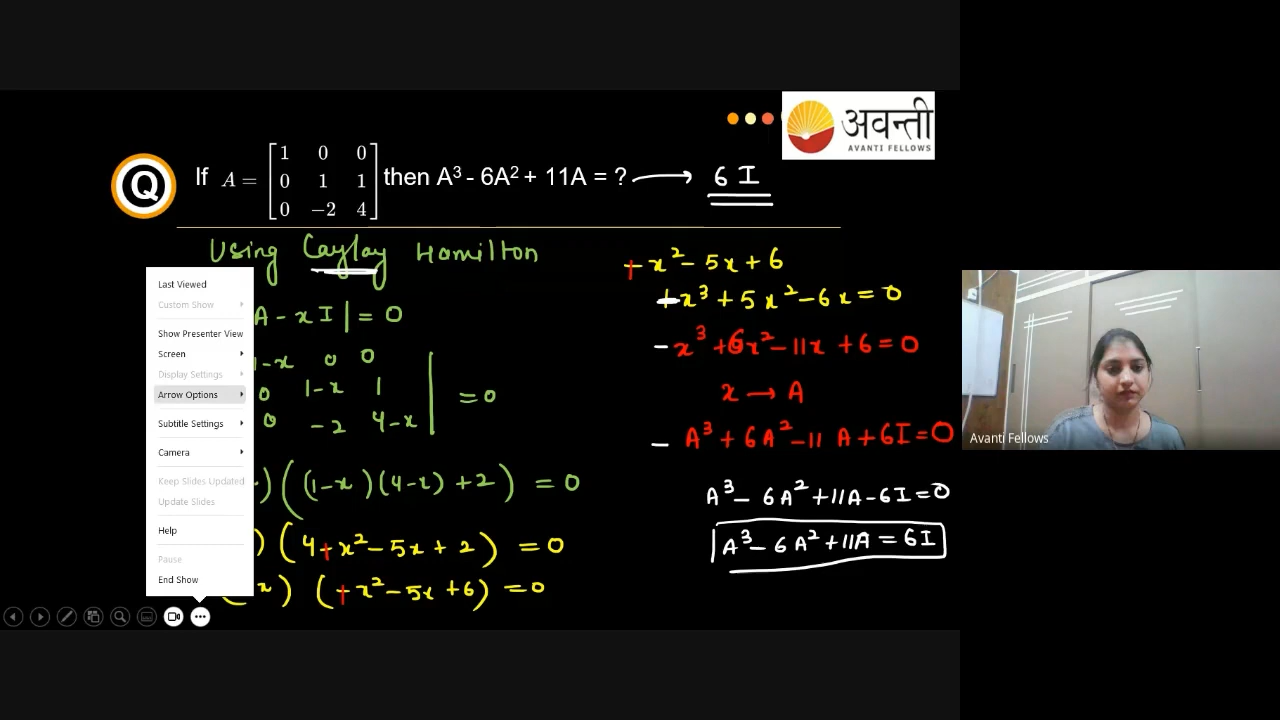 अवन्ती
AVANTI FELLOWS
Q
If A = [1 0 0
0 1 1
0 −2 4] then A³ - 6A² + 11A = ? → 6 I
Using Caylay Hamilton
A - x I | = 0
1-x 0 0
0 1-x 1
0 -2 4-x | = 0
) ((1-x)(4-x) + 2) = 0
) (4 + x² - 5x + 2) = 0
( x) (+ x² - 5x + 6) = 0
+ x² - 5x + 6
- x³ + 5x² - 6x = 0
- x³ + 6x² - 11x + 6 = 0
x → A
- A³ + 6A² - 11 A + 6I = 0
A³ - 6A² + 11A - 6I = 0
A³ - 6A² + 11A = 6I
Last Viewed
Custom Show
Show Presenter View
Screen
Display Settings
Arrow Options
Subtitle Settings
Camera
Keep Slides Updated
Update Slides
Help
Pause
End Show
Avanti Fellows